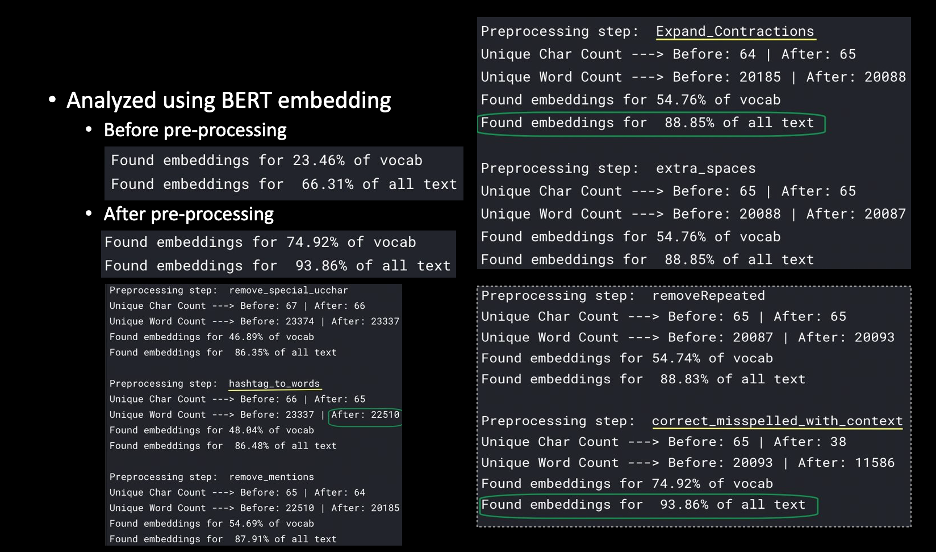 • Analyzed using BERT embedding
• Before pre-processing
Found embeddings for 23.46% of vocab
Found embeddings for  66.31% of all text
• After pre-processing
Found embeddings for 74.92% of vocab
Found embeddings for  93.86% of all text
Preprocessing step:  remove_special_ucchar
Unique Char Count ---> Before: 67 | After: 66
Unique Word Count ---> Before: 23374 | After: 23337
Found embeddings for 46.89% of vocab
Found embeddings for  86.35% of all text
Preprocessing step:  hashtag_to_words
Unique Char Count ---> Before: 66 | After: 65
Unique Word Count ---> Before: 23337 | After: 22510
Found embeddings for 48.04% of vocab
Found embeddings for  86.48% of all text
Preprocessing step:  remove_mentions
Unique Char Count ---> Before: 65 | After: 64
Unique Word Count ---> Before: 22510 | After: 20185
Found embeddings for 54.69% of vocab
Found embeddings for  87.91% of all text
Preprocessing step:  Expand_Contractions
Unique Char Count ---> Before: 64 | After: 65
Unique Word Count ---> Before: 20185 | After: 20088
Found embeddings for 54.76% of vocab
Found embeddings for  88.85% of all text
Preprocessing step:  extra_spaces
Unique Char Count ---> Before: 65 | After: 65
Unique Word Count ---> Before: 20088 | After: 20087
Found embeddings for 54.76% of vocab
Found embeddings for  88.85% of all text
Preprocessing step:  removeRepeated
Unique Char Count ---> Before: 65 | After: 65
Unique Word Count ---> Before: 20087 | After: 20093
Found embeddings for 54.74% of vocab
Found embeddings for  88.83% of all text
Preprocessing step:  correct_misspelled_with_context
Unique Char Count ---> Before: 65 | After: 38
Unique Word Count ---> Before: 20093 | After: 11586
Found embeddings for 74.92% of vocab
Found embeddings for  93.86% of all text